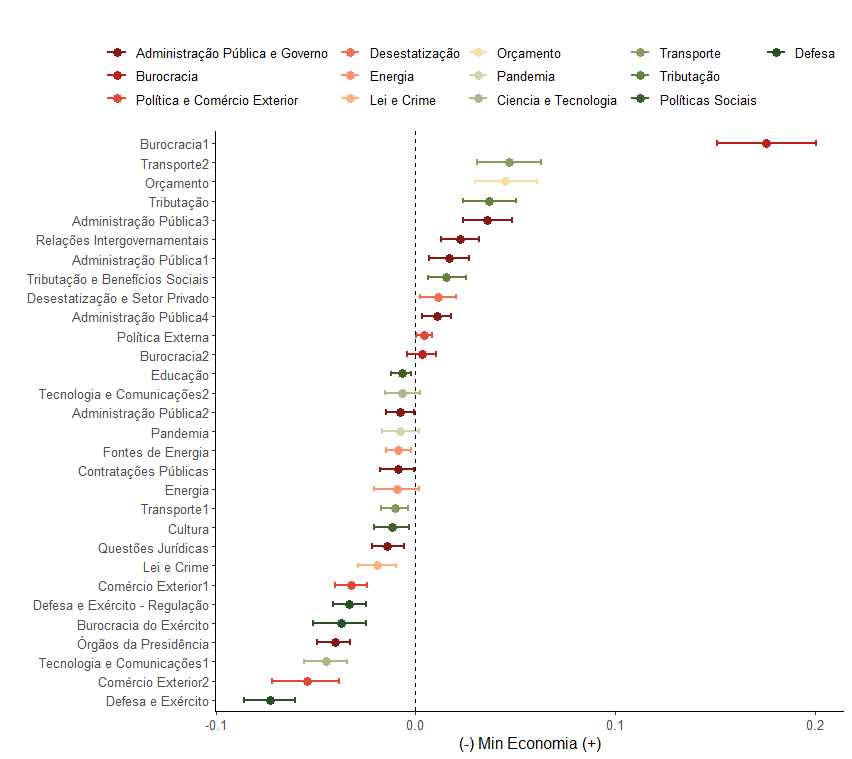 Administração Pública e Governo Desestatização Orçamento Transporte Defesa
Burocracia Energia Pandemia Tributação
Política e Comércio Exterior Lei e Crime Ciencia e Tecnologia Políticas Sociais
Burocracia1
Transporte2
Orçamento
Tributação
Administração Pública3
Relações Intergovernamentais
Administração Pública1
Tributação e Benefícios Sociais
Desestatização e Setor Privado
Administração Pública4
Política Externa
Burocracia2
Educação
Tecnologia e Comunicações2
Administração Pública2
Pandemia
Fontes de Energia
Contratações Públicas
Energia
Transporte1
Cultura
Questões Jurídicas
Lei e Crime
Comércio Exterior1
Defesa e Exército - Regulação
Burocracia do Exército
Órgãos da Presidência
Tecnologia e Comunicações1
Comércio Exterior2
Defesa e Exército
-0.1 0.0 0.1 0.2
(-) Min Economia (+)